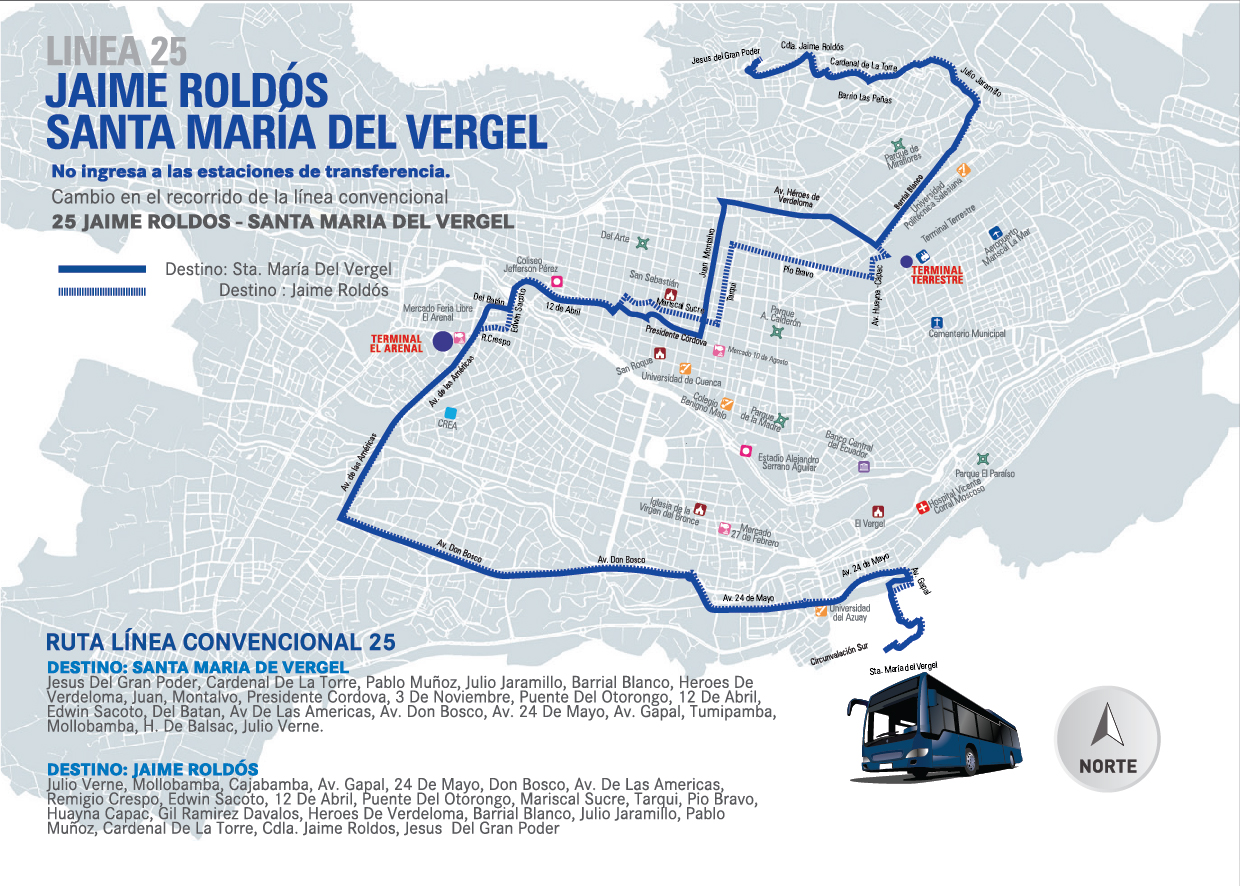 LINEA 25
JAIME ROLDÓS
SANTA MARÍA DEL VERGEL
No ingresa a las estaciones de transferencia.
Cambio en el recorrido de la línea convencional
25 JAIME ROLDOS - SANTA MARIA DEL VERGEL
Destino: Sta. María Del Vergel
Destino : Jaime Roldós
Jesus del Gran Poder
Cdla. Jaime Roldós
Cardenal de La Torre
Julio Jaramillo
Barrio Las Peñas
Parque de
Miraflores
Barrial Blanco
Universidad
Politécnica Salesiana
Av. Héroes de
Verdeloma
Terminal Terrestre
Aeropuerto
Mariscal La Mar
TERMINAL
TERRESTRE
Del Arte
Juan Montalvo
Tarqui
Pio Bravo
Av. Huayna -Cápac
Coliseo
Jefferson Pérez
San Sebastián
Mariscal Sucre
Del Batán
Edwin Sacoto
12 de Abril
Presidente Córdova
Parque
A. Calderón
Cementerio Municipal
Mercado Feria Libre
El Arenal
TERMINAL
EL ARENAL
R.Crespo
Mercado 10 de Agosto
San Roque
Universidad de Cuenca
Av. de las Américas
CREA
Colegio
Benigno Malo
Parque
de la Madre
Av. de las Américas
Banco Central
del Ecuador
Estadio Alejandro
Serrano Aguilar
Parque El Paraíso
Hospital Vicente
Corral Moscoso
Iglesia de la
Virgen del Bronce
Mercado
27 de Febrero
El Vergel
Av. Don Bosco
Av. Don Bosco
Av. 24 de Mayo
Av. 24 de Mayo
Av. Gapal
Universidad
del Azuay
Circunvalación Sur
Sta. Maria del Vergel
RUTA LÍNEA CONVENCIONAL 25
DESTINO: SANTA MARIA DE VERGEL
Jesus Del Gran Poder, Cardenal De La Torre, Pablo Muñoz, Julio Jaramillo, Barrial Blanco, Heroes De
Verdeloma, Juan, Montalvo, Presidente Cordova, 3 De Noviembre, Puente Del Otorongo, 12 De Abril,
Edwin Sacoto, Del Batan, Av De Las Americas, Av. Don Bosco, Av. 24 De Mayo, Av. Gapal, Tumipamba,
Mollobamba, H. De Balsac, Julio Verne.
DESTINO: JAIME ROLDÓS
Julio Verne, Mollobamba, Cajabamba, Av. Gapal, 24 De Mayo, Don Bosco, Av. De Las Americas,
Remigio Crespo, Edwin Sacoto, 12 De Abril, Puente Del Otorongo, Mariscal Sucre, Tarqui, Pio Bravo,
Huayna Capac, Gil Ramirez Davalos, Heroes De Verdeloma, Barrial Blanco, Julio Jaramillo, Pablo
Muñoz, Cardenal De La Torre, Cdla. Jaime Roldos, Jesus Del Gran Poder
NORTE